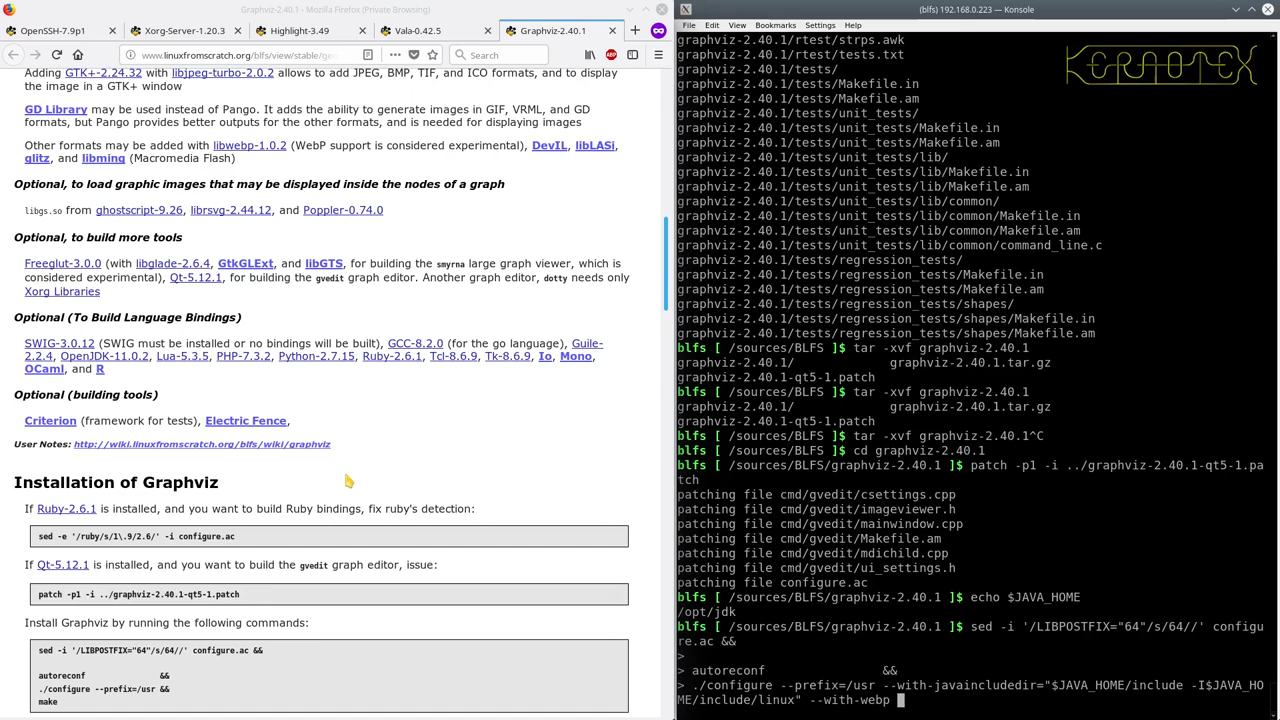 Graphviz-2.40.1 - Mozilla Firefox (Private Browsing)
OpenSSH-7.9p1
Xorg-Server-1.20.3
Highlight-3.49
Vala-0.42.5
Graphviz-2.40.1
www.linuxfromscratch.org/blfs/view/stable/ge
Search
Adding GTK+-2.24.32 with libjpeg-turbo-2.0.2 allows to add JPEG, BMP, TIF, and ICO formats, and to display
the image in a GTK+ window
GD Library may be used instead of Pango. It adds the ability to generate images in GIF, VRML, and GD
formats, but Pango provides better outputs for the other formats, and is needed for displaying images
Other formats may be added with libwebp-1.0.2 (WebP support is considered experimental), DevIL, libLASi,
glitz, and libming (Macromedia Flash)
Optional, to load graphic images that may be displayed inside the nodes of a graph
libgs.so from ghostscript-9.26, librsvg-2.44.12, and Poppler-0.74.0
Optional, to build more tools
Freeglut-3.0.0 (with libglade-2.6.4, GtkGLExt, and libGTS, for building the smyrna large graph viewer, which is
considered experimental), Qt-5.12.1, for building the gvedit graph editor. Another graph editor, dotty needs only
Xorg Libraries
Optional (To Build Language Bindings)
SWIG-3.0.12 (SWIG must be installed or no bindings will be built), GCC-8.2.0 (for the go language), Guile-
2.2.4, OpenJDK-11.0.2, Lua-5.3.5, PHP-7.3.2, Python-2.7.15, Ruby-2.6.1, Tcl-8.6.9, Tk-8.6.9, Io, Mono,
OCaml, and R
Optional (building tools)
Criterion (framework for tests), Electric Fence,
User Notes: http://wiki.linuxfromscratch.org/blfs/wiki/graphviz
Installation of Graphviz
If Ruby-2.6.1 is installed, and you want to build Ruby bindings, fix ruby's detection:
sed -e '/ruby/s/1\.9/2.6/' -i configure.ac
If Qt-5.12.1 is installed, and you want to build the gvedit graph editor, issue:
patch -p1 -i ../graphviz-2.40.1-qt5-1.patch
Install Graphviz by running the following commands:
sed -i '/LIBPOSTFIX="64"/s/64//' configure.ac &&
autoreconf &&
./configure --prefix=/usr &&
make
(blfs) 192.168.0.223 — Konsole
File Edit View Bookmarks Settings Help
KERAOTEX
graphviz-2.40.1/rtest/strps.awk
graphviz-2.40.1/rtest/tests.txt
graphviz-2.40.1/tests/
graphviz-2.40.1/tests/Makefile.in
graphviz-2.40.1/tests/Makefile.am
graphviz-2.40.1/tests/unit_tests/
graphviz-2.40.1/tests/unit_tests/Makefile.in
graphviz-2.40.1/tests/unit_tests/Makefile.am
graphviz-2.40.1/tests/unit_tests/lib/
graphviz-2.40.1/tests/unit_tests/lib/Makefile.in
graphviz-2.40.1/tests/unit_tests/lib/Makefile.am
graphviz-2.40.1/tests/unit_tests/lib/common/
graphviz-2.40.1/tests/unit_tests/lib/common/Makefile.in
graphviz-2.40.1/tests/unit_tests/lib/common/Makefile.am
graphviz-2.40.1/tests/unit_tests/lib/common/command_line.c
graphviz-2.40.1/tests/regression_tests/
graphviz-2.40.1/tests/regression_tests/Makefile.in
graphviz-2.40.1/tests/regression_tests/Makefile.am
graphviz-2.40.1/tests/regression_tests/shapes/
graphviz-2.40.1/tests/regression_tests/shapes/Makefile.in
graphviz-2.40.1/tests/regression_tests/shapes/Makefile.am
blfs [ /sources/BLFS ]$ tar -xvf graphviz-2.40.1
graphviz-2.40.1/ graphviz-2.40.1.tar.gz
graphviz-2.40.1-qt5-1.patch
blfs [ /sources/BLFS ]$ tar -xvf graphviz-2.40.1
graphviz-2.40.1/ graphviz-2.40.1.tar.gz
graphviz-2.40.1-qt5-1.patch
blfs [ /sources/BLFS ]$ tar -xvf graphviz-2.40.1^C
blfs [ /sources/BLFS ]$ cd graphviz-2.40.1
blfs [ /sources/BLFS/graphviz-2.40.1 ]$ patch -p1 -i ../graphviz-2.40.1-qt5-1.pa
tch
patching file cmd/gvedit/csettings.cpp
patching file cmd/gvedit/imageviewer.h
patching file cmd/gvedit/mainwindow.cpp
patching file cmd/gvedit/Makefile.am
patching file cmd/gvedit/mdichild.cpp
patching file cmd/gvedit/ui_settings.h
patching file configure.ac
blfs [ /sources/BLFS/graphviz-2.40.1 ]$ echo $JAVA_HOME
/opt/jdk
blfs [ /sources/BLFS/graphviz-2.40.1 ]$ sed -i '/LIBPOSTFIX="64"/s/64//' configu
re.ac &&
>
> autoreconf &&
> ./configure --prefix=/usr --with-javaincludedir="$JAVA_HOME/include -I$JAVA_HO
ME/include/linux" --with-webp